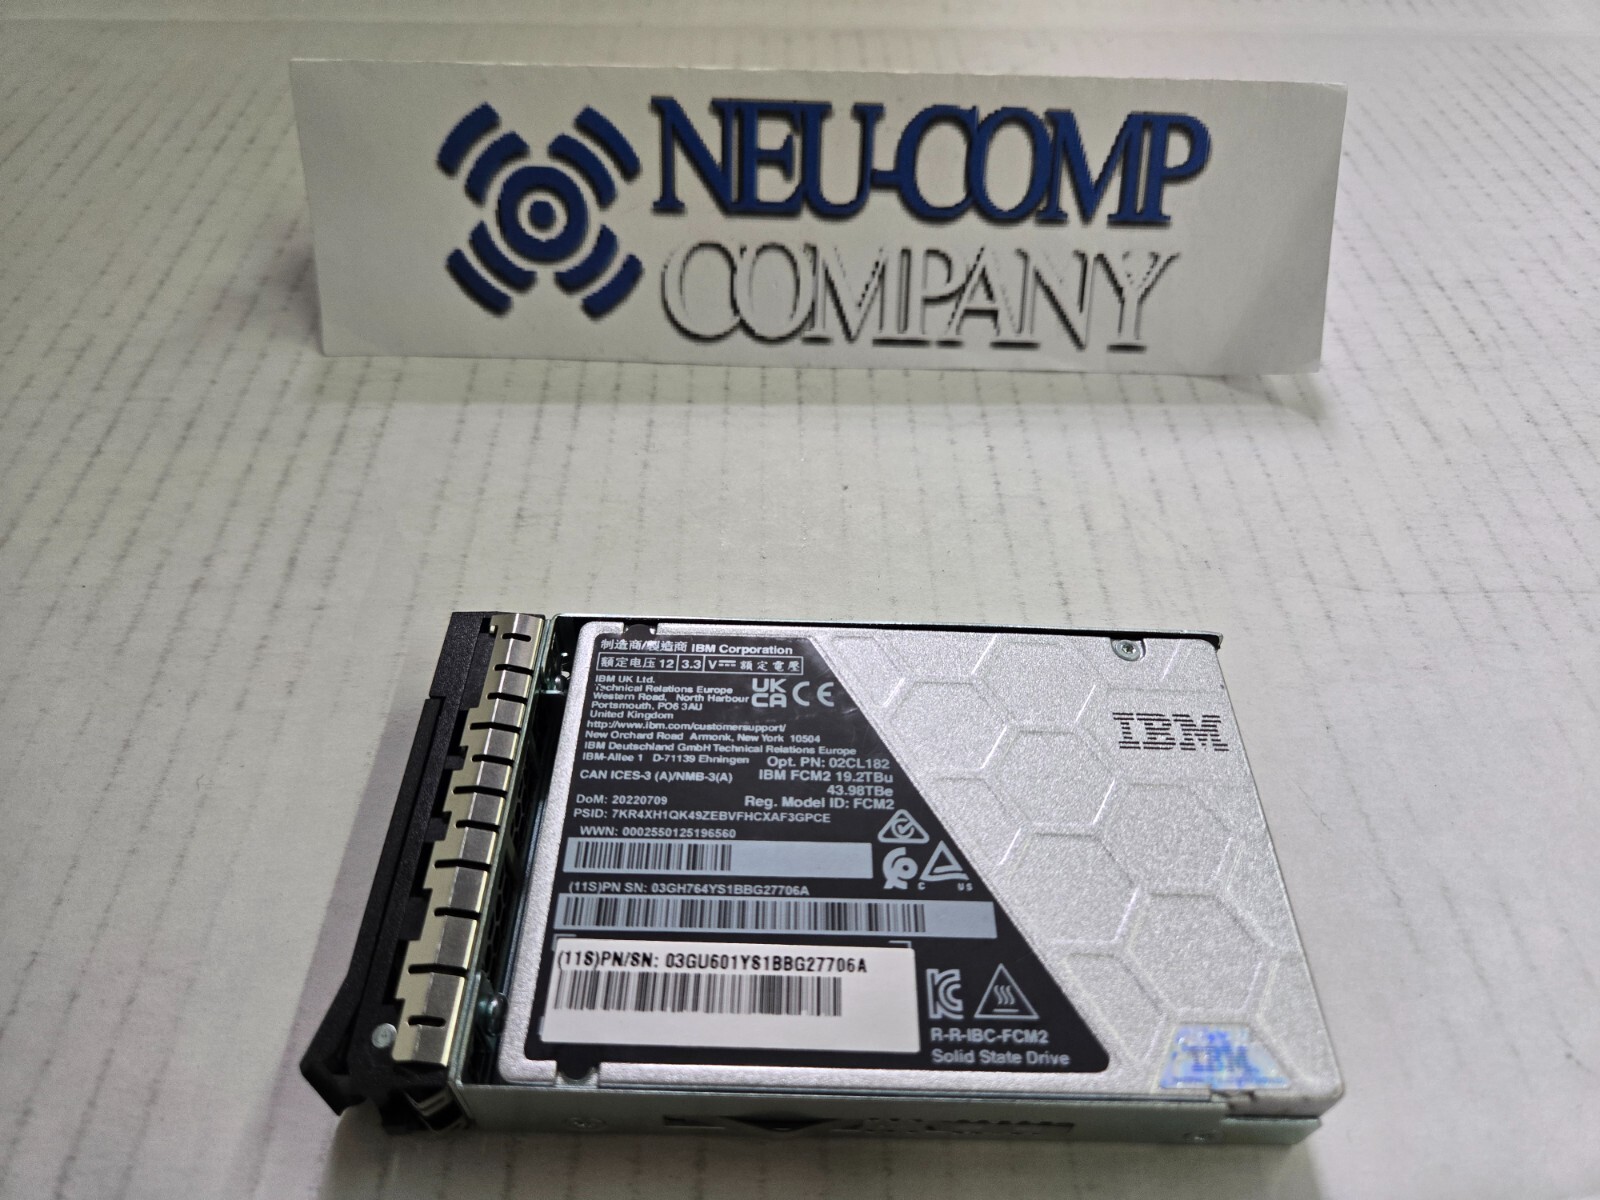 NEU-COMP
COMPANY
制造商/製造商 IBM Corporation
額定电压 12 3.3 V 額定電壓
IBM UK Ltd.
Technical Relations Europe
Western Road, North Harbour
Portsmouth, PO6 3AU
United Kingdom
http://www.ibm.com/customersupport/
New Orchard Road Armonk, New York 10504
IBM Deutschland GmbH Technical Relations Europe
IBM-Allee 1 D-71139 Ehningen
UK
CA CE
Opt. PN: 02CL182
CAN ICES-3 (A)/NMB-3(A)
IBM FCM2 19.2TBu
43.98TBe
DoM: 20220709
Reg. Model ID: FCM2
PSID: 7KR4XH1QK49ZEBVFHCXAF3GPCE
WWN: 0002550125196560
C US
(11S)PN SN: 03GH764YS1BBG27706A
(11S)PN/SN: 03GU601YS1BBG27706A
R-R-IBC-FCM2
Solid State Drive
IBM
IBM